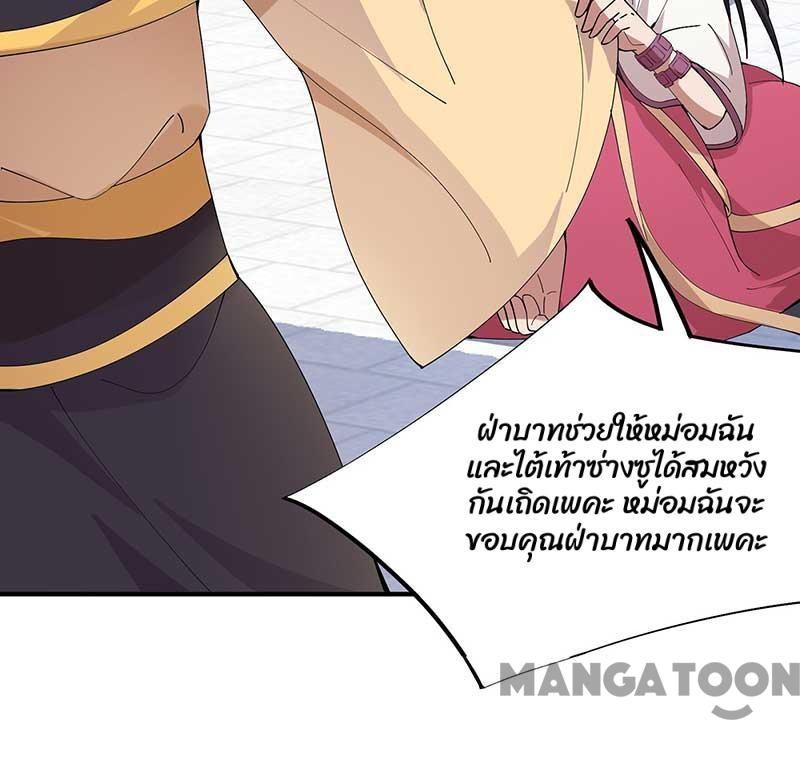 ฝ่าบาทช่วยให้หม่อมฉัน
และไต้เท้าซ่างซูได้สมหวัง
กันเถิดเพคะ หม่อมฉันจะ
ขอบคุณฝ่าบาทมากเพคะ
MANGATOON